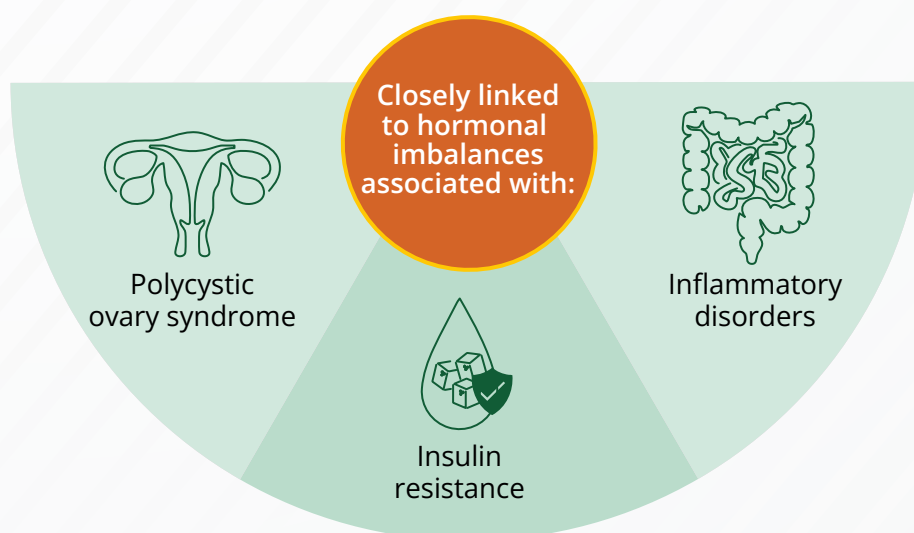 Closely linked
to hormonal
imbalances
associated with:
Polycystic
ovary syndrome
Insulin
resistance
Inflammatory
disorders